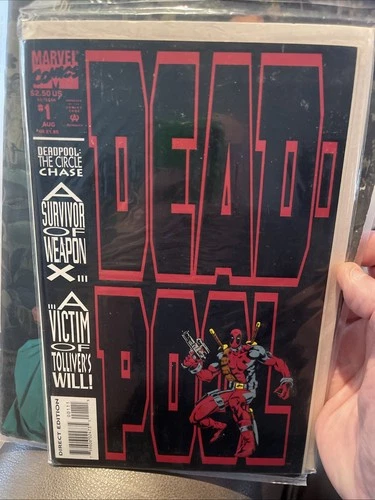 MARVEL
COMICS
$2.50 US
$1
AUG
DEADPOOL:
THE CIRCLE
CHASE
A
SURVIVOR
OF
WEAPON
X...
...A
VICTIM
OF
TOLLIVER'S
WILL!
DIRECT EDITION
DEAD
POOL